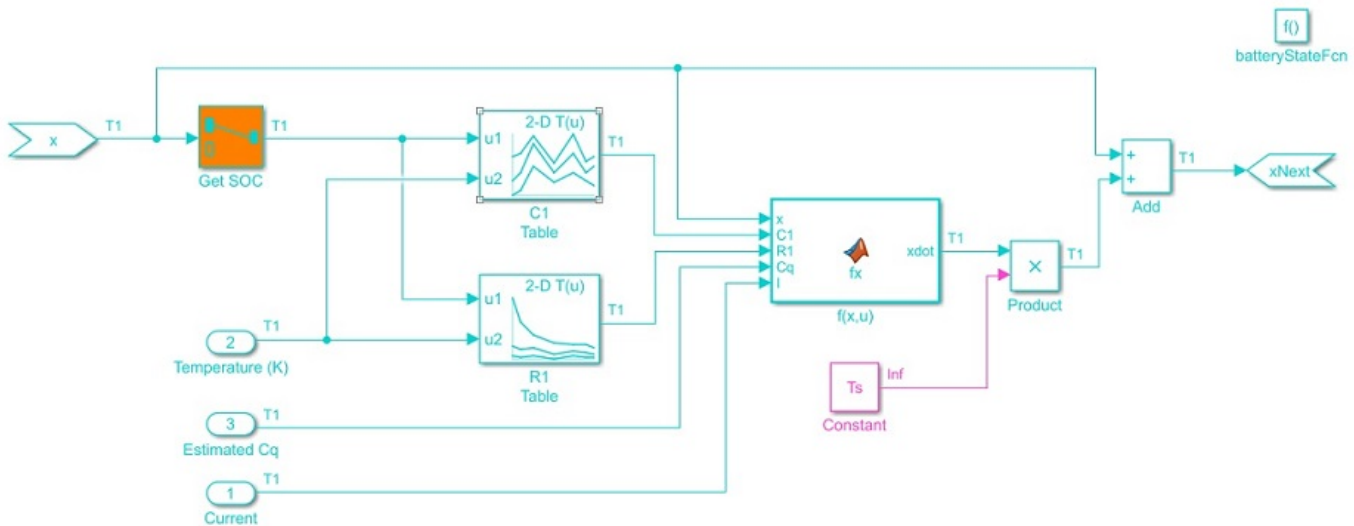 f()
batteryStateFcn
x
T1
Get SOC
T1
2-D T(u)
u1
u2
T1
C1
Table
2-D T(u)
u1
u2
T1
R1
Table
2
T1
Temperature (K)
3
T1
Estimated Cq
1
T1
Current
x
C1
R1
Cq
I
fx
xdot
T1
f(x,u)
Ts
Inf
Constant
×
T1
Product
+
+
T1
Add
xNext